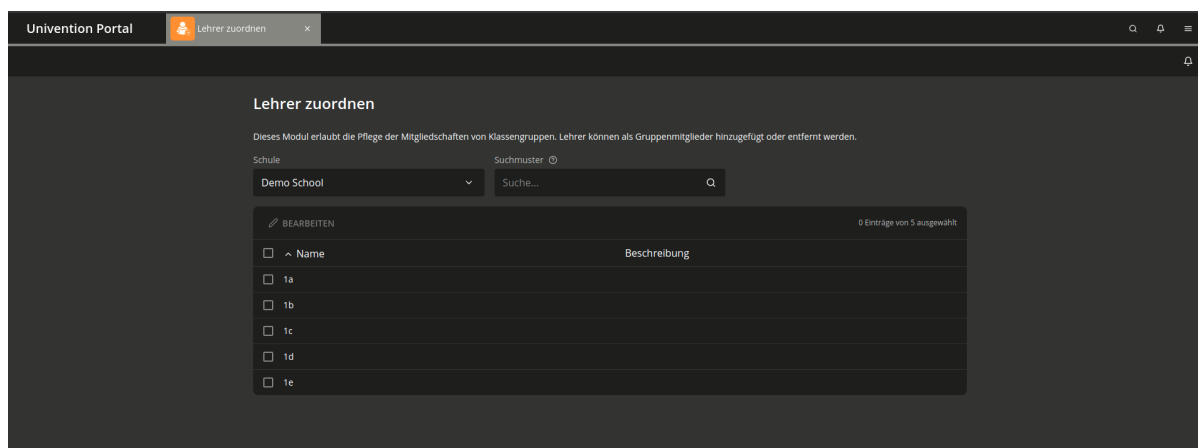 Univention Portal
Lehrer zuordnen
Lehrer zuordnen
Dieses Modul erlaubt die Pflege der Mitgliedschaften von Klassengruppen. Lehrer können als Gruppenmitglieder hinzugefügt oder entfernt werden.
Schule
Suchmuster
Demo School
Suche...
BEARBEITEN
0 Einträge von 5 ausgewählt
Name
Beschreibung
1a
1b
1c
1d
1e